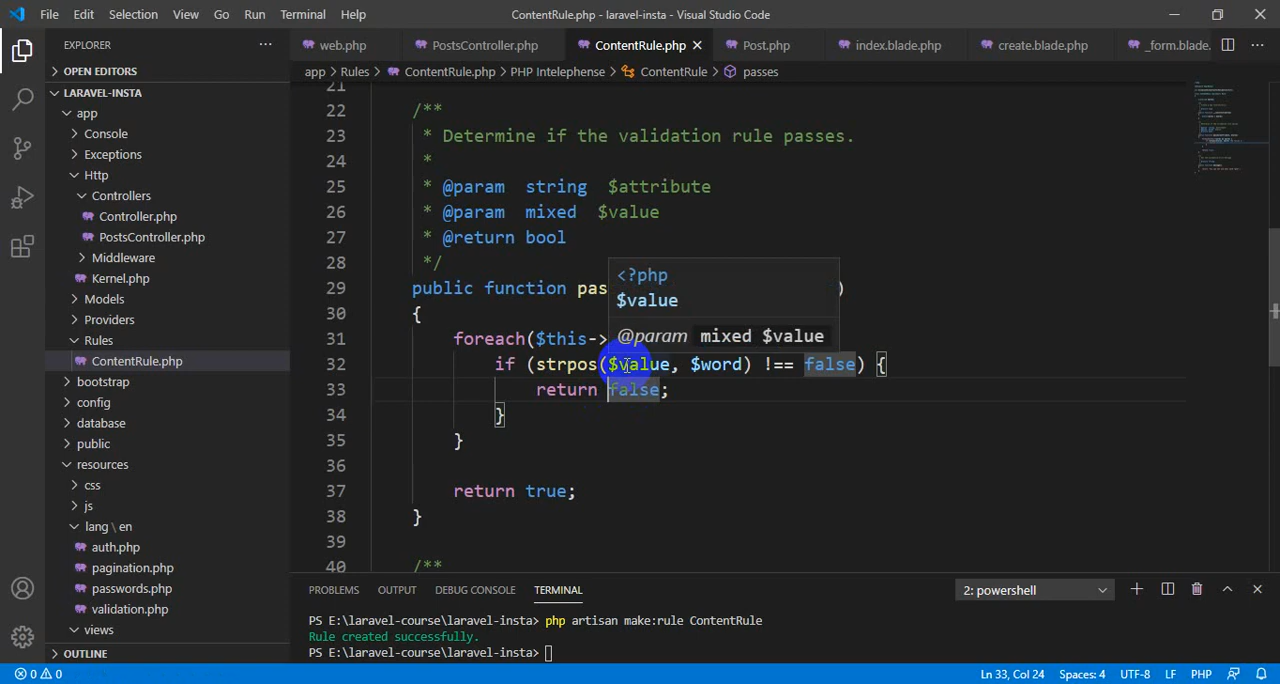 File Edit Selection View Go Run Terminal Help ContentRule.php - laravel-insta - Visual Studio Code
EXPLORER
OPEN EDITORS
LARAVEL-INSTA
app
Console
Exceptions
Http
Controllers
Controller.php
PostsController.php
Middleware
Kernel.php
Models
Providers
Rules
ContentRule.php
bootstrap
config
database
public
resources
css
js
lang \ en
auth.php
pagination.php
passwords.php
validation.php
views
OUTLINE
web.php PostsController.php ContentRule.php Post.php index.blade.php create.blade.php _form.blade.
app > Rules > ContentRule.php > PHP Intelephense > ContentRule > passes
21
22 /**
23 * Determine if the validation rule passes.
24 *
25 * @param string $attribute
26 * @param mixed $value
27 * @return bool
28 */
29 public function pas )
30 {
31 foreach($this->
32 if (strpos($value, $word) !== false) {
33 return false;
34 }
35 }
36
37 return true;
38 }
39
40 /**
<?php
$value
@param mixed $value
PROBLEMS OUTPUT DEBUG CONSOLE TERMINAL 2: powershell
PS E:\laravel-course\laravel-insta> php artisan make:rule ContentRule
Rule created successfully.
PS E:\laravel-course\laravel-insta>
0 0 Ln 33, Col 24 Spaces: 4 UTF-8 LF PHP